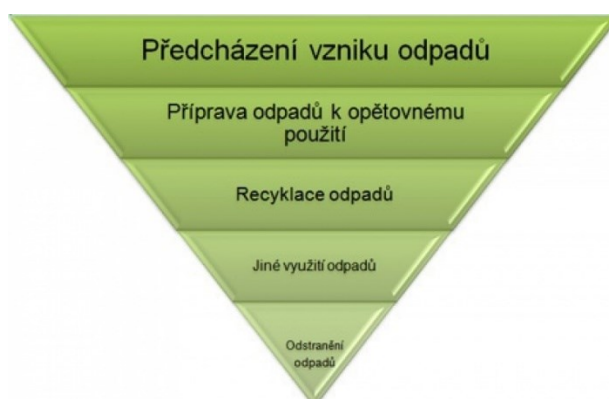 Předcházení vzniku odpadů
Příprava odpadů k opětovnému
použití
Recyklace odpadů
Jiné využití odpadů
Odstranění
odpadů